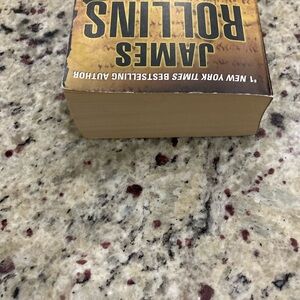 #1 NEW YORK TIMES BESTSELLING AUTHOR
JAMES
ROLLINS